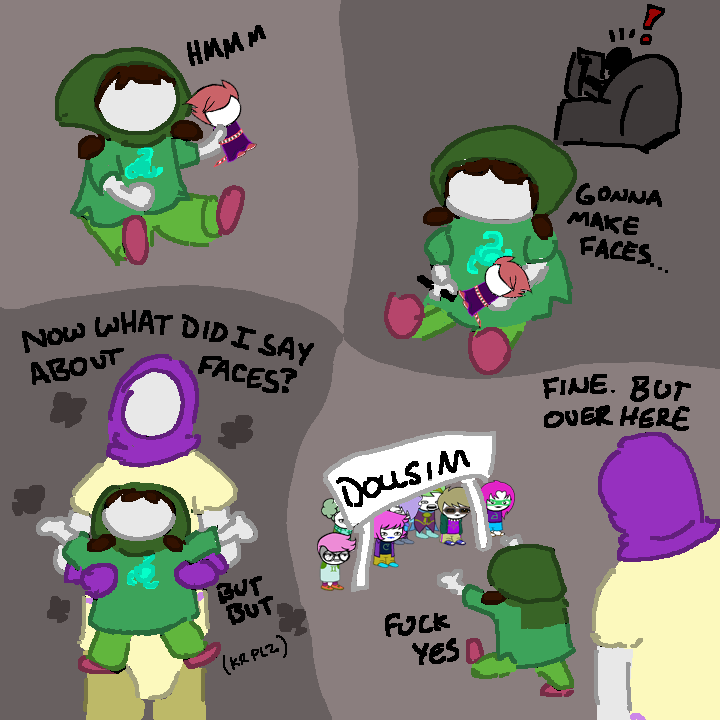 HMMM
!
GONNA
MAKE
FACES...
NOW WHAT DID I SAY
ABOUT FACES?
BUT
BUT
(KR PLZ)
FINE. BUT
OVER HERE
DOLLSIM
FUCK
YES